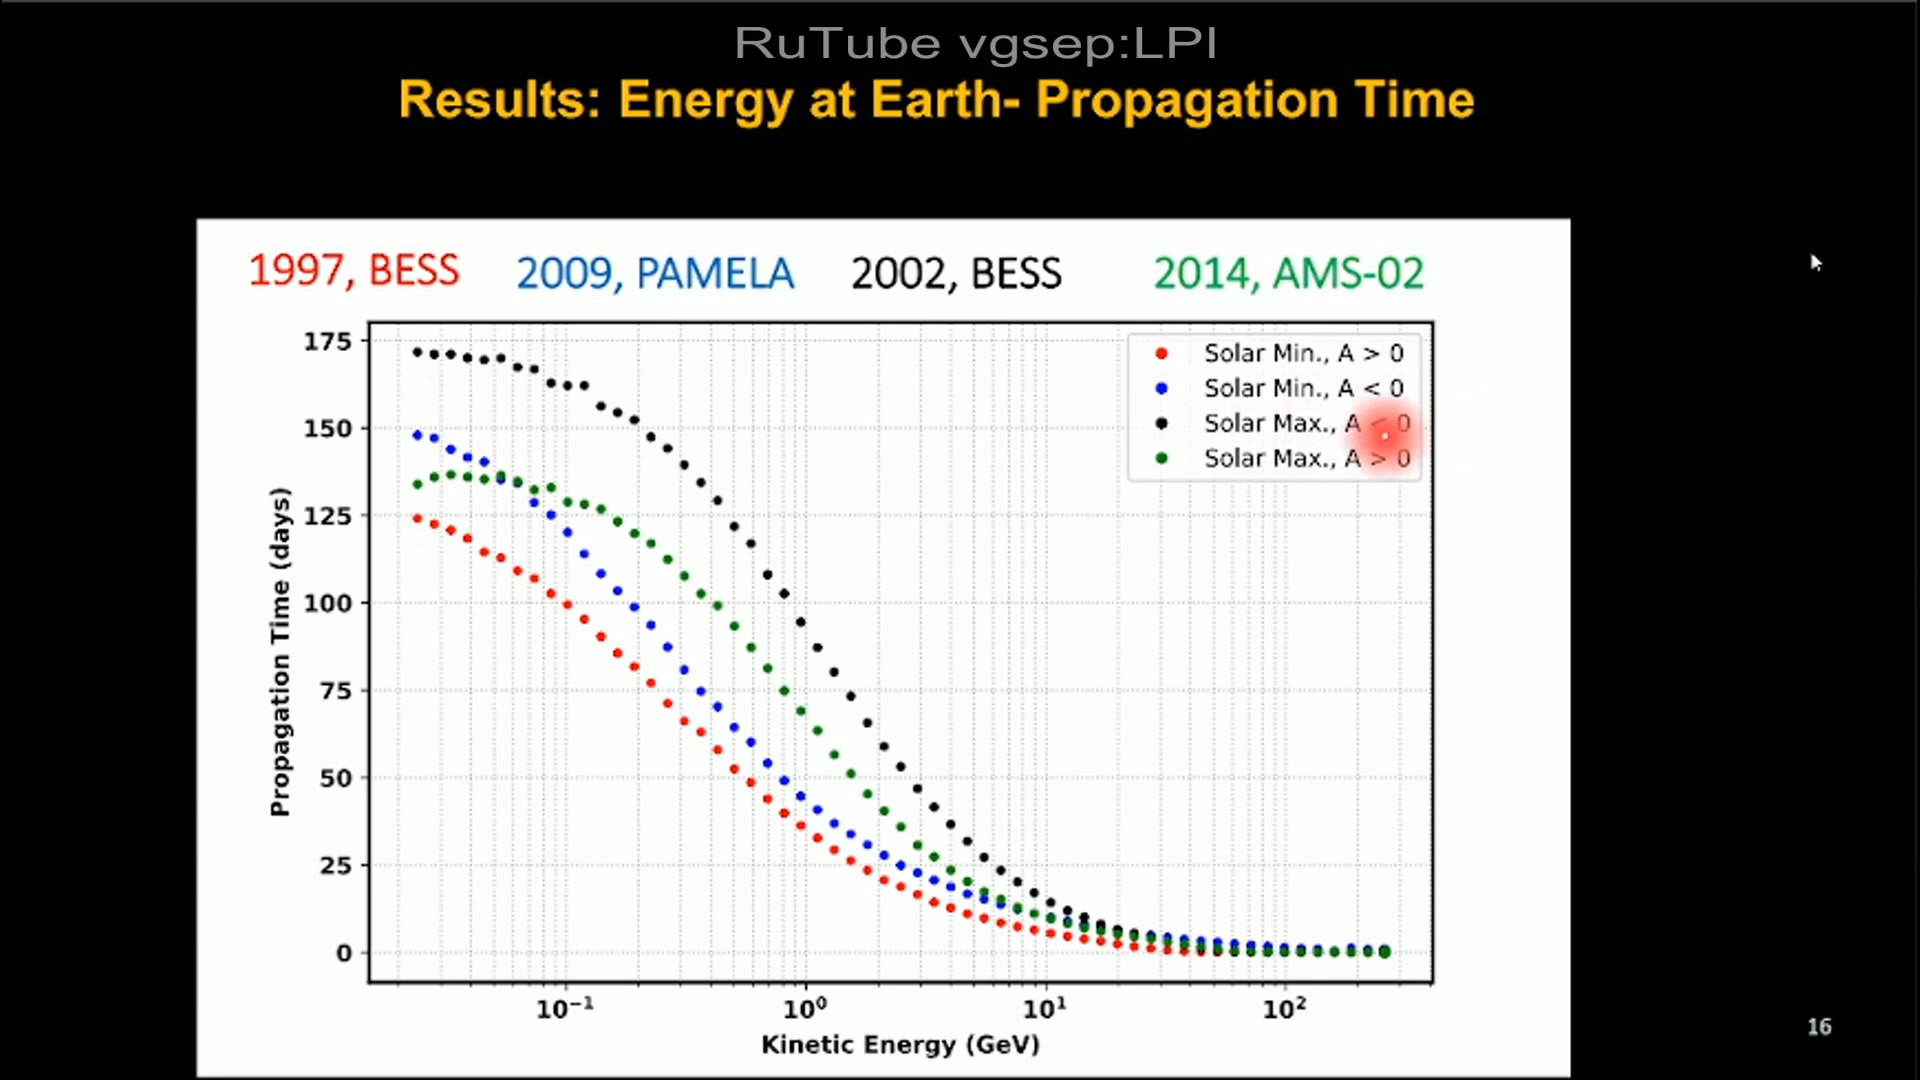 RuTube vgsep:LPI
Results: Energy at Earth- Propagation Time
1997, BESS 2009, PAMELA 2002, BESS 2014, AMS-02
Solar Min., A > 0
Solar Min., A < 0
Solar Max., A < 0
Solar Max., A > 0
175
150
125
100
75
50
25
0
Propagation Time (days)
10⁻¹ 10⁰ 10¹ 10²
Kinetic Energy (GeV)
16